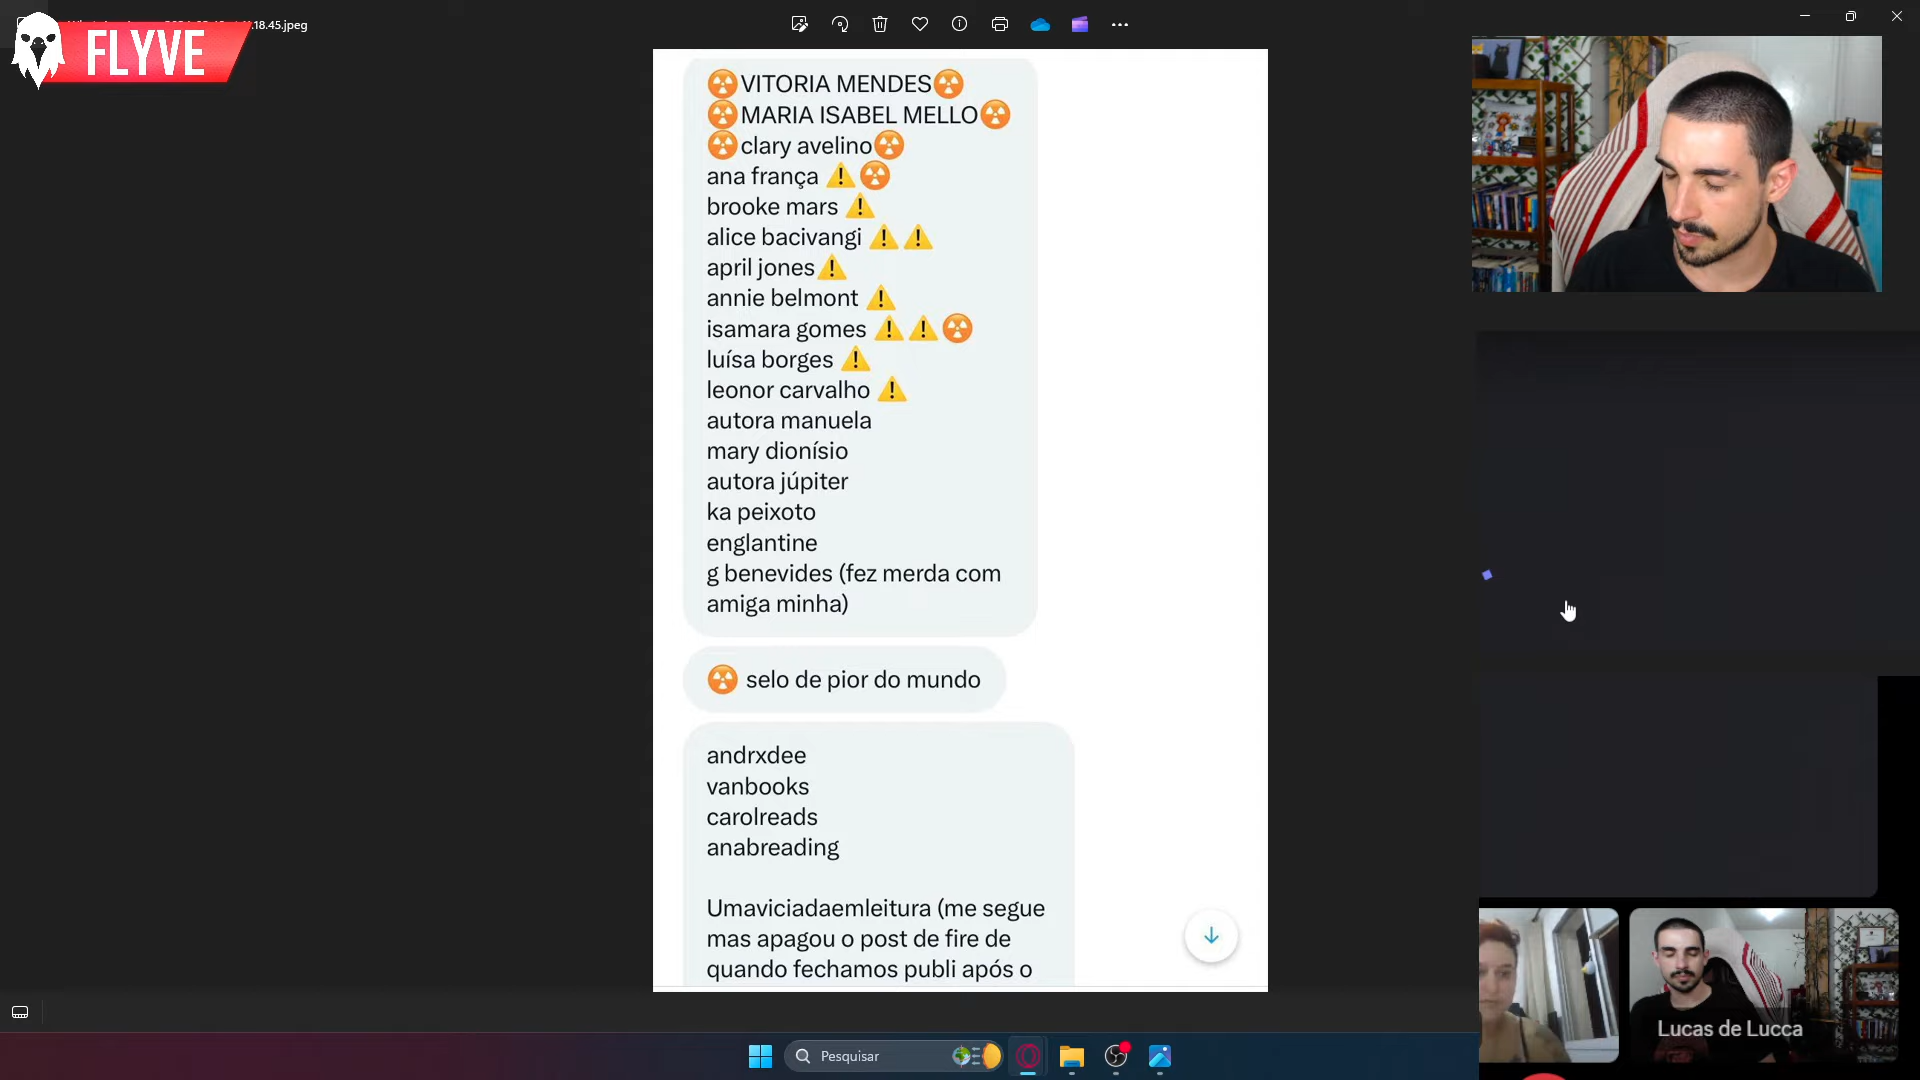 .18.45.jpeg
FLYVE
☢️VITORIA MENDES☢️
☢️MARIA ISABEL MELLO☢️
☢️clary avelino☢️
ana frança ⚠️☢️
brooke mars ⚠️
alice bacivangi ⚠️⚠️
april jones⚠️
annie belmont ⚠️
isamara gomes ⚠️⚠️☢️
luísa borges ⚠️
leonor carvalho ⚠️
autora manuela
mary dionísio
autora júpiter
ka peixoto
englantine
g benevides (fez merda com
amiga minha)
☢️ selo de pior do mundo
andrxdee
vanbooks
carolreads
anabreading
Umaviciadaemleitura (me segue
mas apagou o post de fire de
quando fechamos publi após o
Lucas de Lucca
Pesquisar